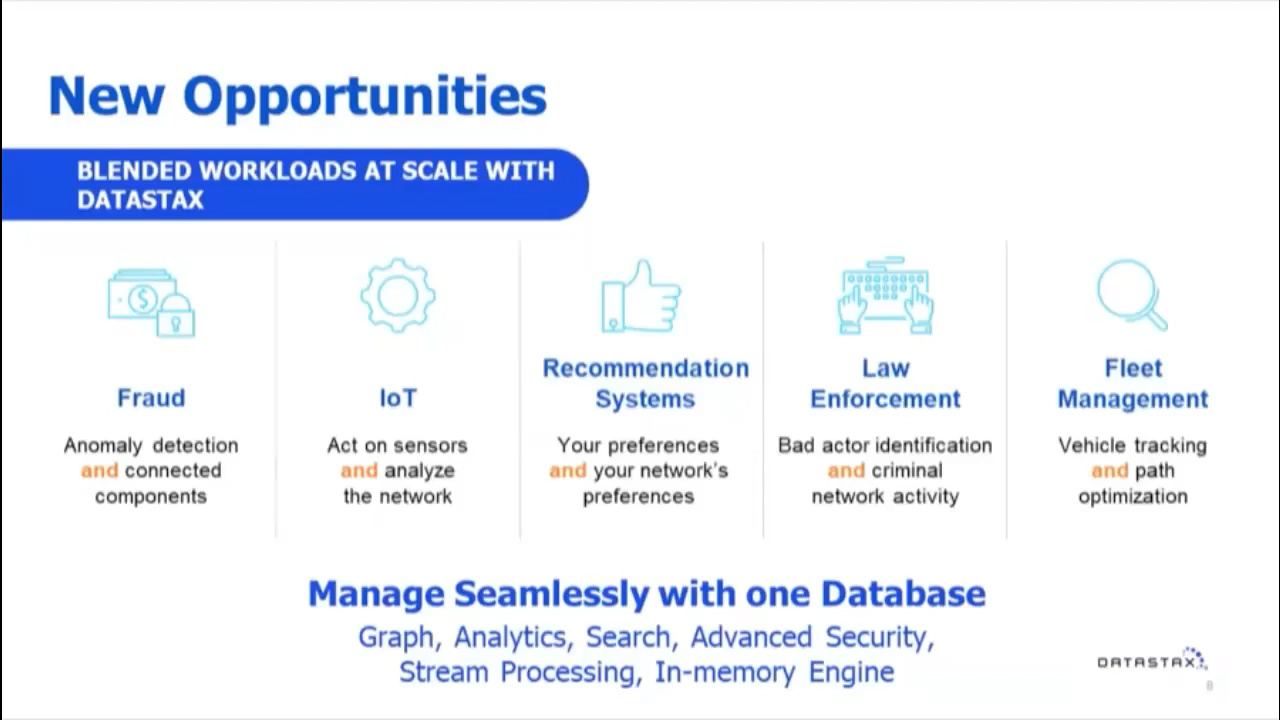 New Opportunities
BLENDED WORKLOADS AT SCALE WITH
DATASTAX
$
Fraud
Anomaly detection
and connected
components
IoT
Act on sensors
and analyze
the network
Recommendation
Systems
Your preferences
and your network's
preferences
Law
Enforcement
Bad actor identification
and criminal
network activity
Fleet
Management
Vehicle tracking
and path
optimization
Manage Seamlessly with one Database
Graph, Analytics, Search, Advanced Security,
Stream Processing, In-memory Engine
DATASTAX
8